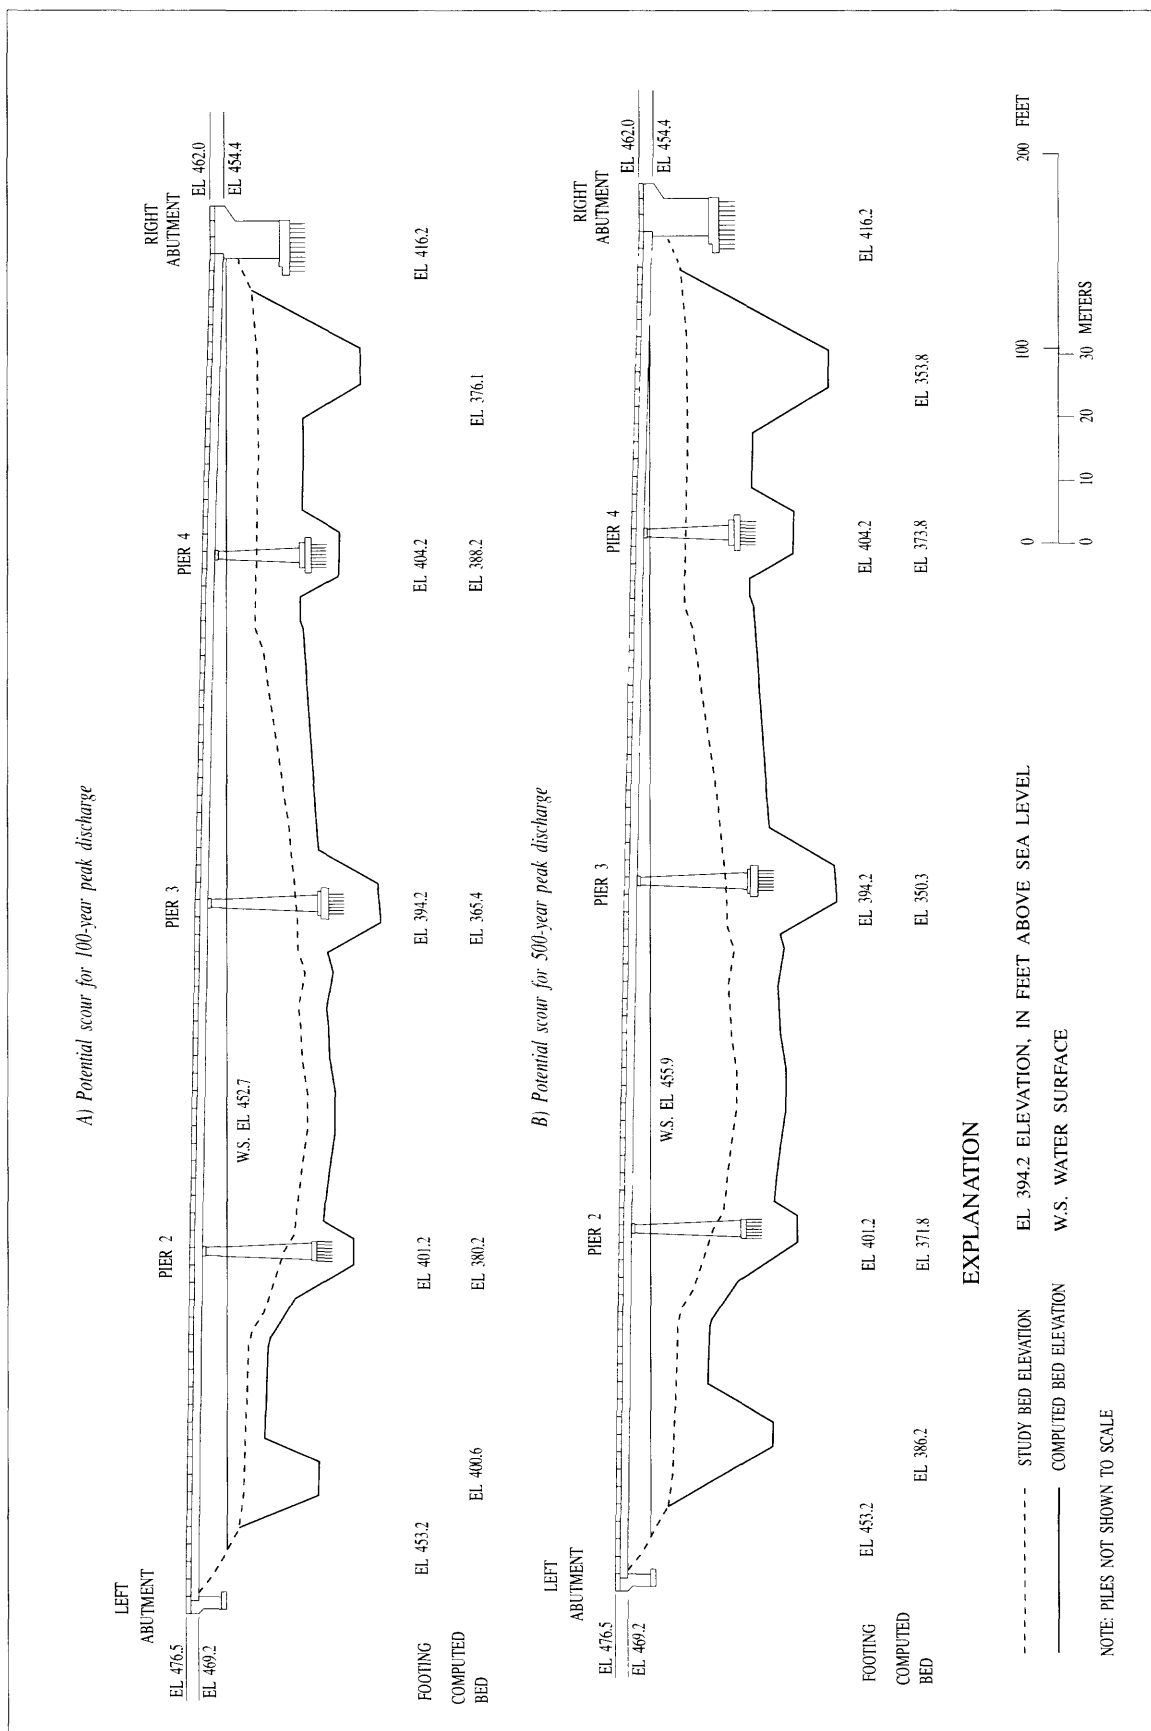 A) Potential scour for 100-year peak discharge
LEFT
ABUTMENT
PIER 2
PIER 3
PIER 4
RIGHT
ABUTMENT
EL 476.5
EL 469.2
EL 462.0
EL 454.4
W.S. EL 452.7
FOOTING
EL 453.2
EL 401.2
EL 394.2
EL 404.2
EL 416.2
COMPUTED
BED
EL 400.6
EL 380.2
EL 365.4
EL 388.2
EL 376.1
B) Potential scour for 500-year peak discharge
LEFT
ABUTMENT
PIER 2
PIER 3
PIER 4
RIGHT
ABUTMENT
EL 476.5
EL 469.2
EL 462.0
EL 454.4
W.S. EL 455.9
FOOTING
EL 453.2
EL 401.2
EL 394.2
EL 404.2
EL 416.2
COMPUTED
BED
EL 386.2
EL 371.8
EL 350.3
EL 373.8
EL 353.8
EXPLANATION
STUDY BED ELEVATION
EL 394.2 ELEVATION, IN FEET ABOVE SEA LEVEL
COMPUTED BED ELEVATION
W.S. WATER SURFACE
NOTE: PILES NOT SHOWN TO SCALE
0 100 200 FEET
0 10 20 30 METERS